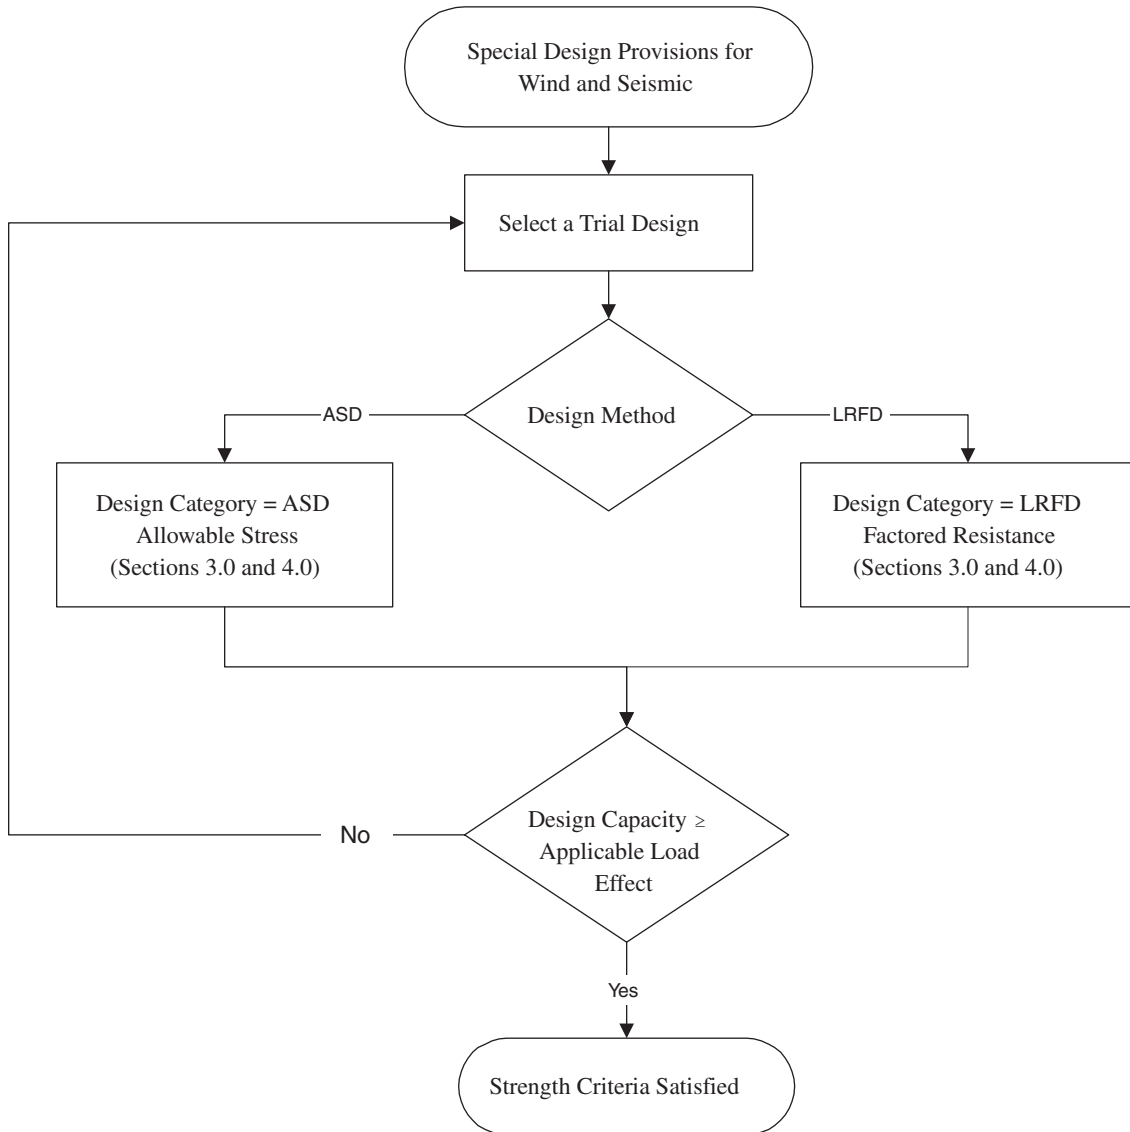 Special Design Provisions for
Wind and Seismic
Select a Trial Design
Design Method
ASD
LRFD
Design Category = ASD
Allowable Stress
(Sections 3.0 and 4.0)
Design Category = LRFD
Factored Resistance
(Sections 3.0 and 4.0)
Design Capacity ≥
Applicable Load
Effect
No
Yes
Strength Criteria Satisfied